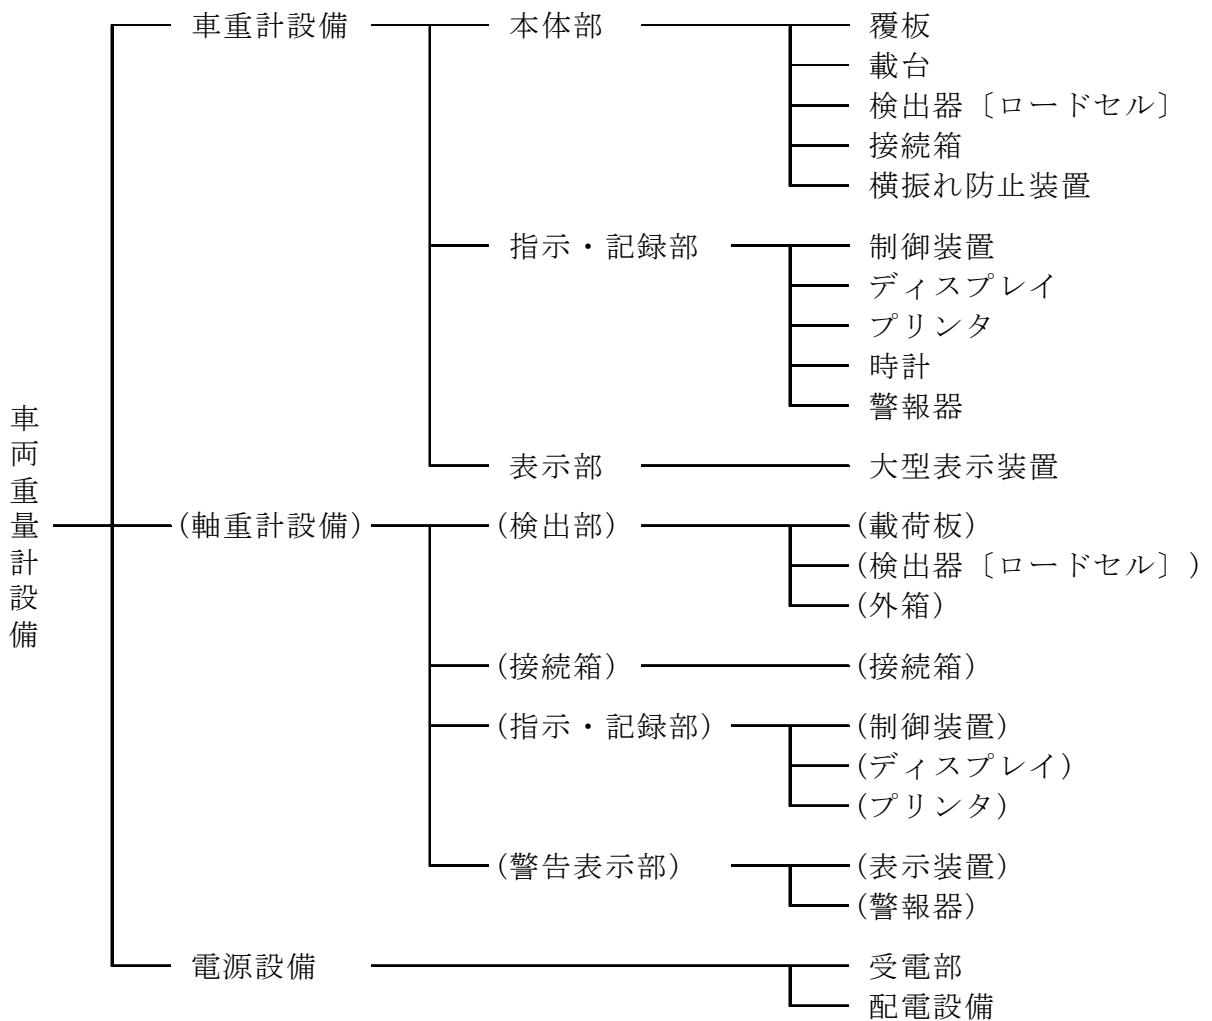 車両重量計設備
車重計設備
本体部
覆板
載台
検出器〔ロードセル〕
接続箱
横振れ防止装置
指示・記録部
制御装置
ディスプレイ
プリンタ
時計
警報器
表示部
大型表示装置
(軸重計設備)
(検出部)
(載荷板)
(検出器〔ロードセル〕)
(外箱)
(接続箱)
(接続箱)
(指示・記録部)
(制御装置)
(ディスプレイ)
(プリンタ)
(警告表示部)
(表示装置)
(警報器)
電源設備
受電部
配電設備